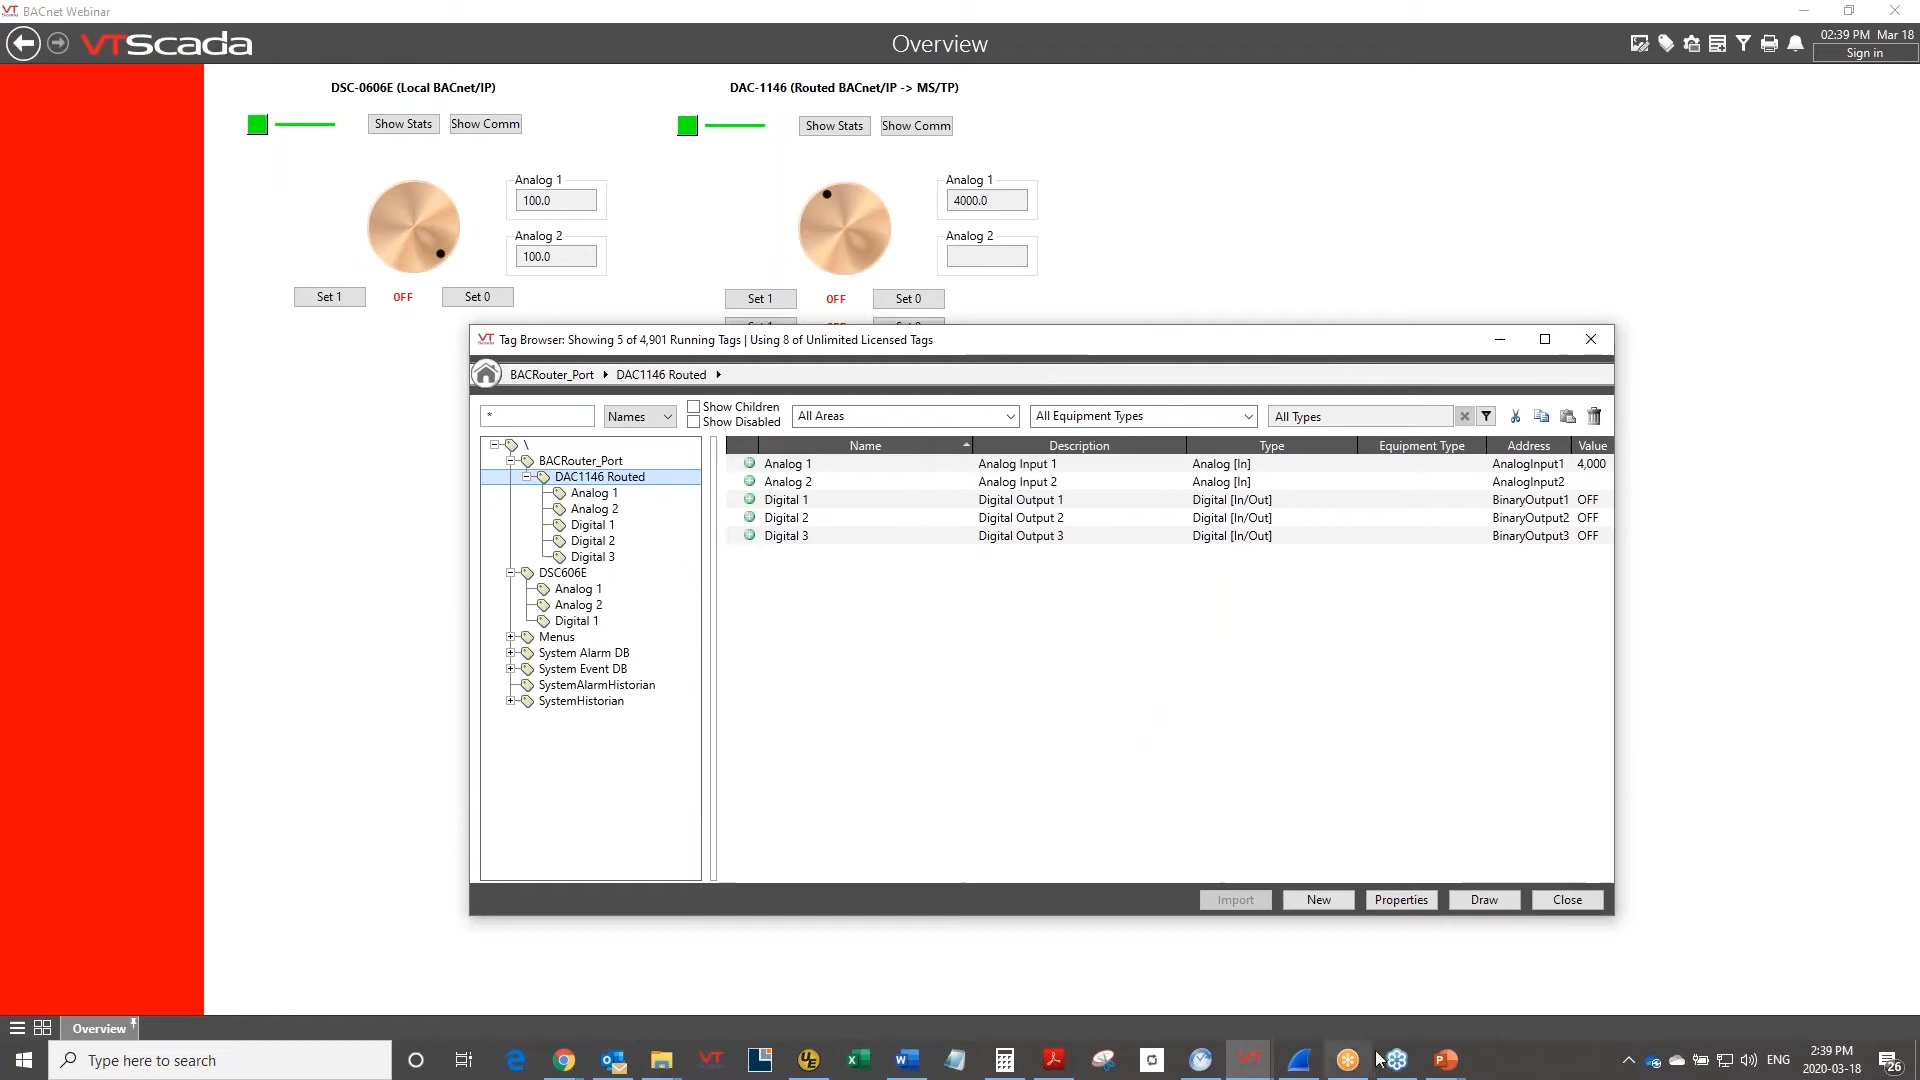 VT BACnet Webinar
VTScada
Overview
02:39 PM Mar 18
Sign in
DSC-0606E (Local BACnet/IP)
DAC-1146 (Routed BACnet/IP -> MS/TP)
Show Stats Show Comm
Show Stats Show Comm
Analog 1
100.0
Analog 2
100.0
Analog 1
4000.0
Analog 2
Set 1 OFF Set 0
Set 1 OFF Set 0
Tag Browser: Showing 5 of 4,901 Running Tags | Using 8 of Unlimited Licensed Tags
BACRouter_Port DAC1146 Routed
* Names Show Children All Areas All Equipment Types All Types
Show Disabled
\
BACRouter_Port
DAC1146 Routed
Analog 1
Analog 2
Digital 1
Digital 2
Digital 3
DSC606E
Analog 1
Analog 2
Digital 1
Menus
System Alarm DB
System Event DB
SystemAlarmHistorian
SystemHistorian
Name Description Type Equipment Type Address Value
Analog 1 Analog Input 1 Analog [In] AnalogInput1 4,000
Analog 2 Analog Input 2 Analog [In] AnalogInput2
Digital 1 Digital Output 1 Digital [In/Out] BinaryOutput1 OFF
Digital 2 Digital Output 2 Digital [In/Out] BinaryOutput2 OFF
Digital 3 Digital Output 3 Digital [In/Out] BinaryOutput3 OFF
Import New Properties Draw Close
Overview
Type here to search
ENG
2:39 PM
2020-03-18
26